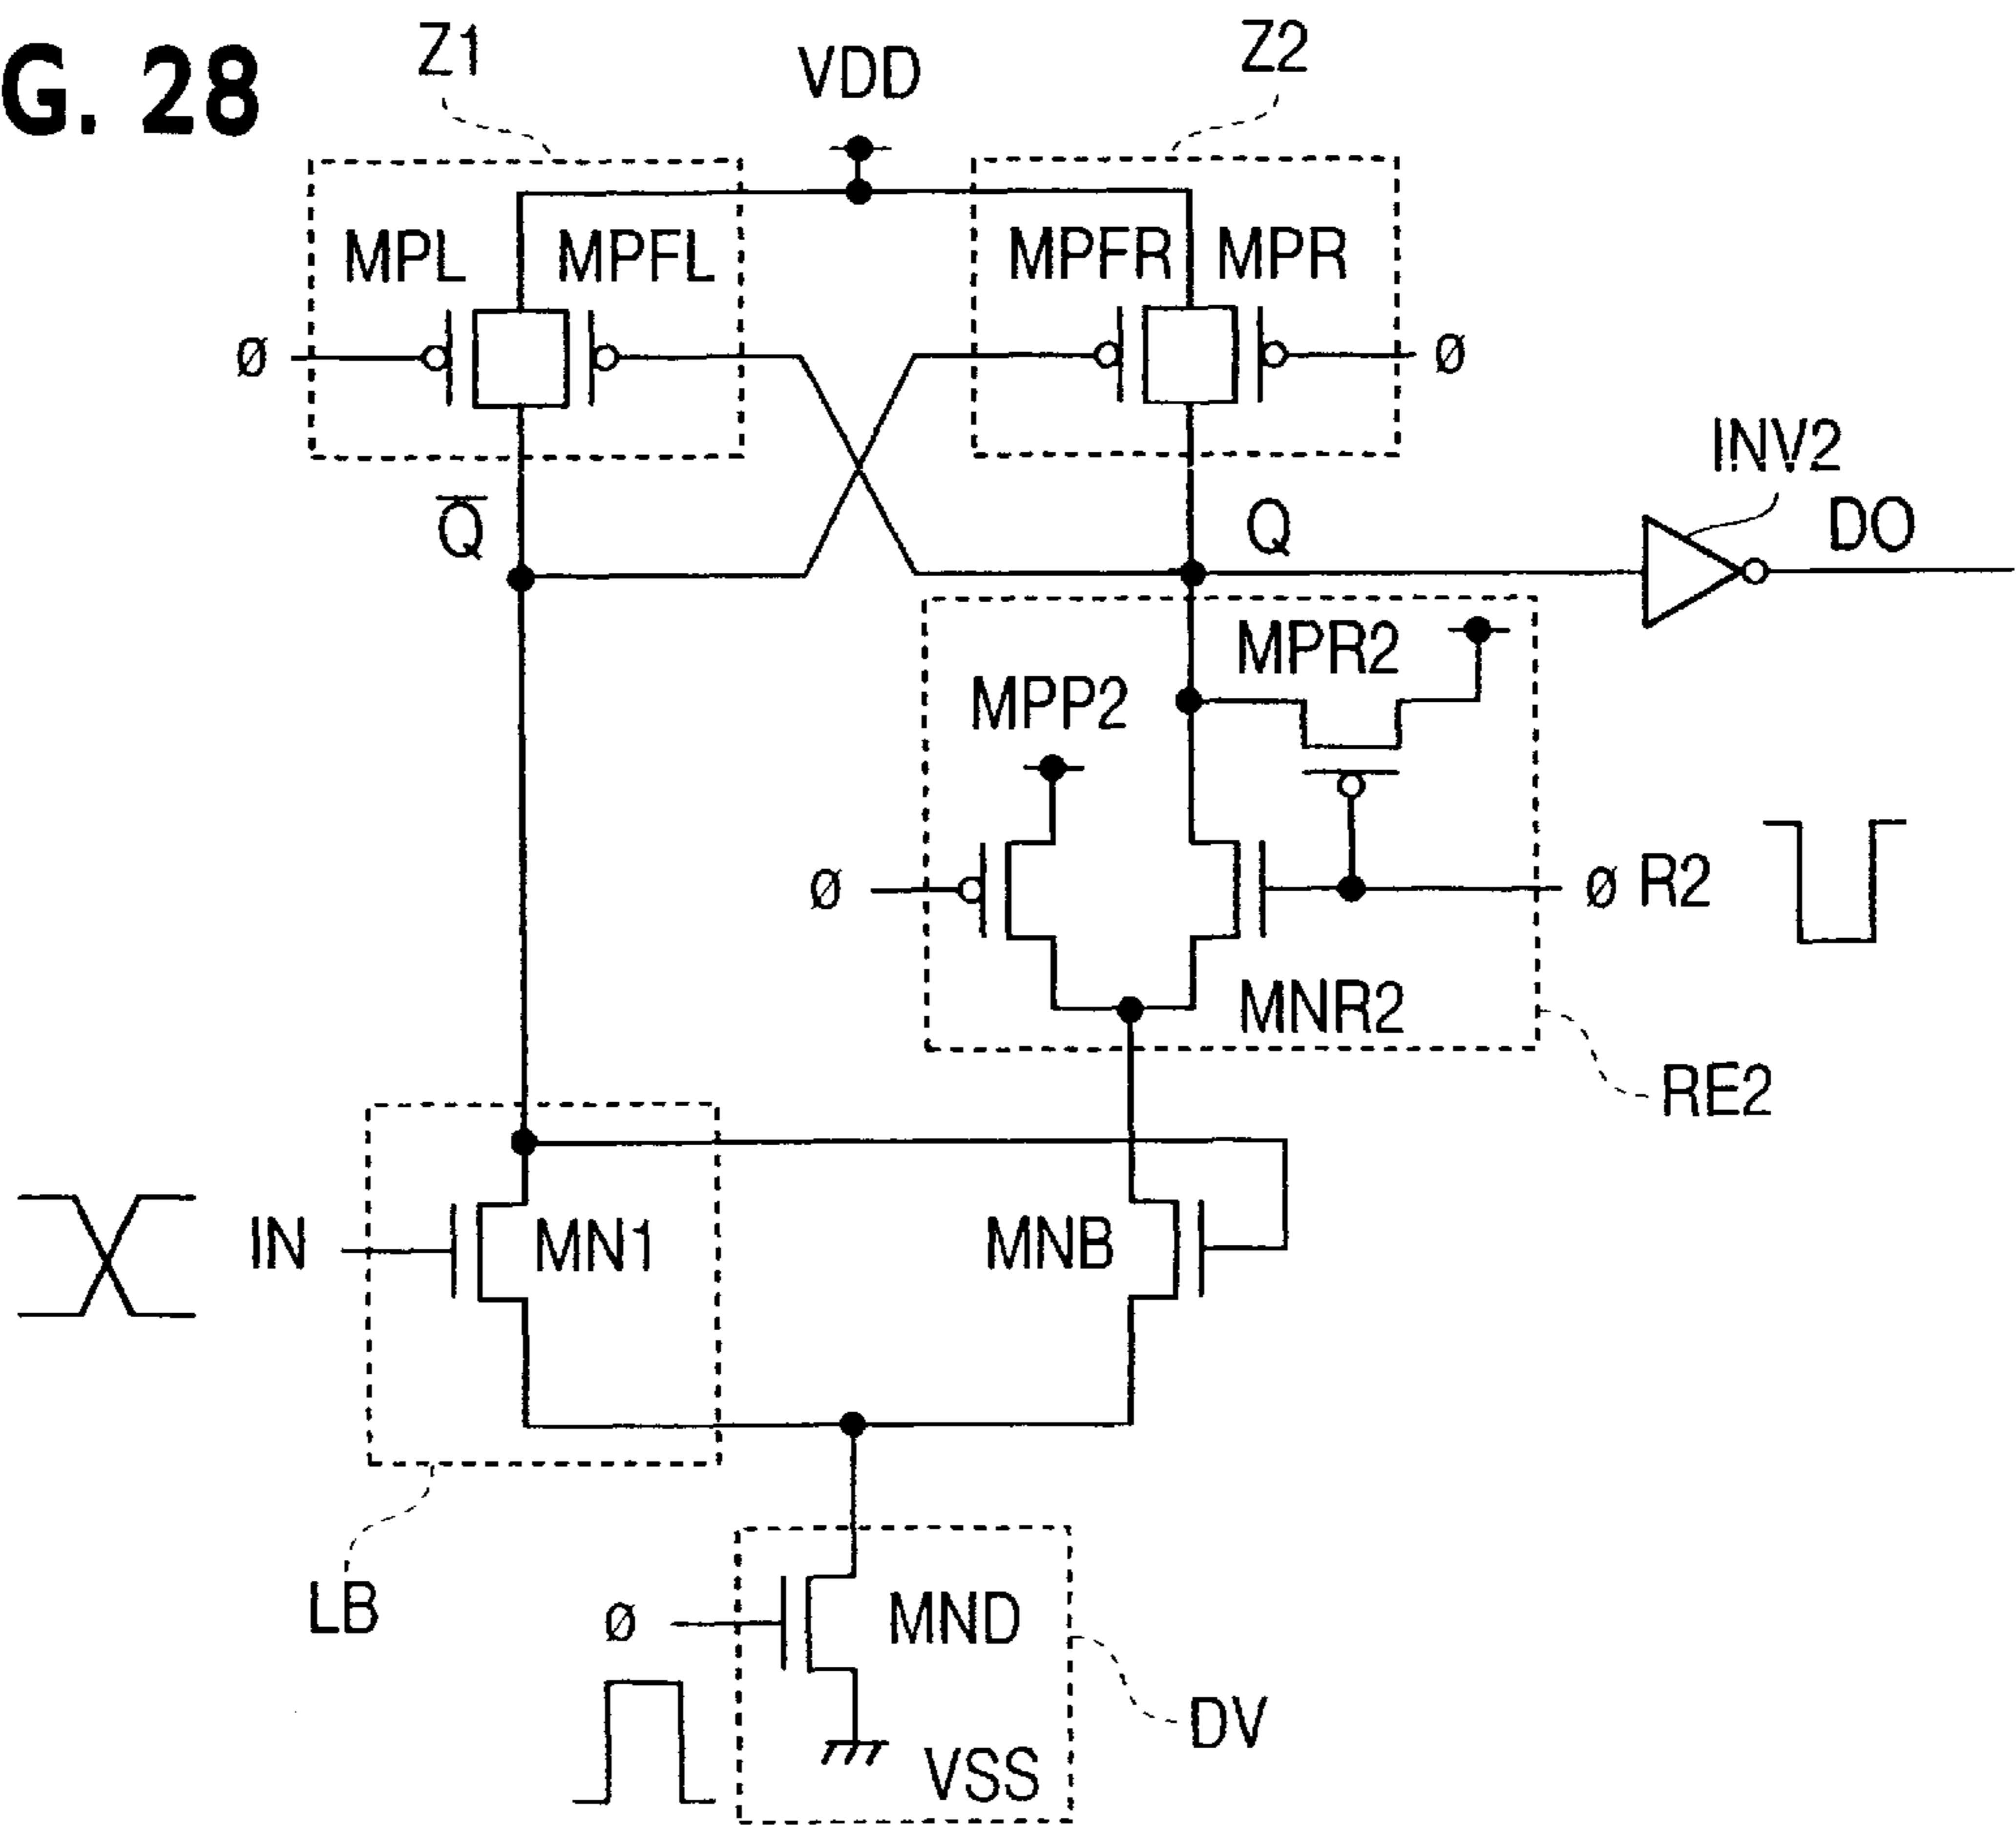 G. 28
Z1
VDD
Z2
MPL
MPFL
MPFR
MPR
Ø
Ø
INV2
Q̅
Q
DO
MPR2
MPP2
Ø
Ø R2
MNR2
RE2
IN
MN1
MNB
LB
Ø
MND
DV
VSS